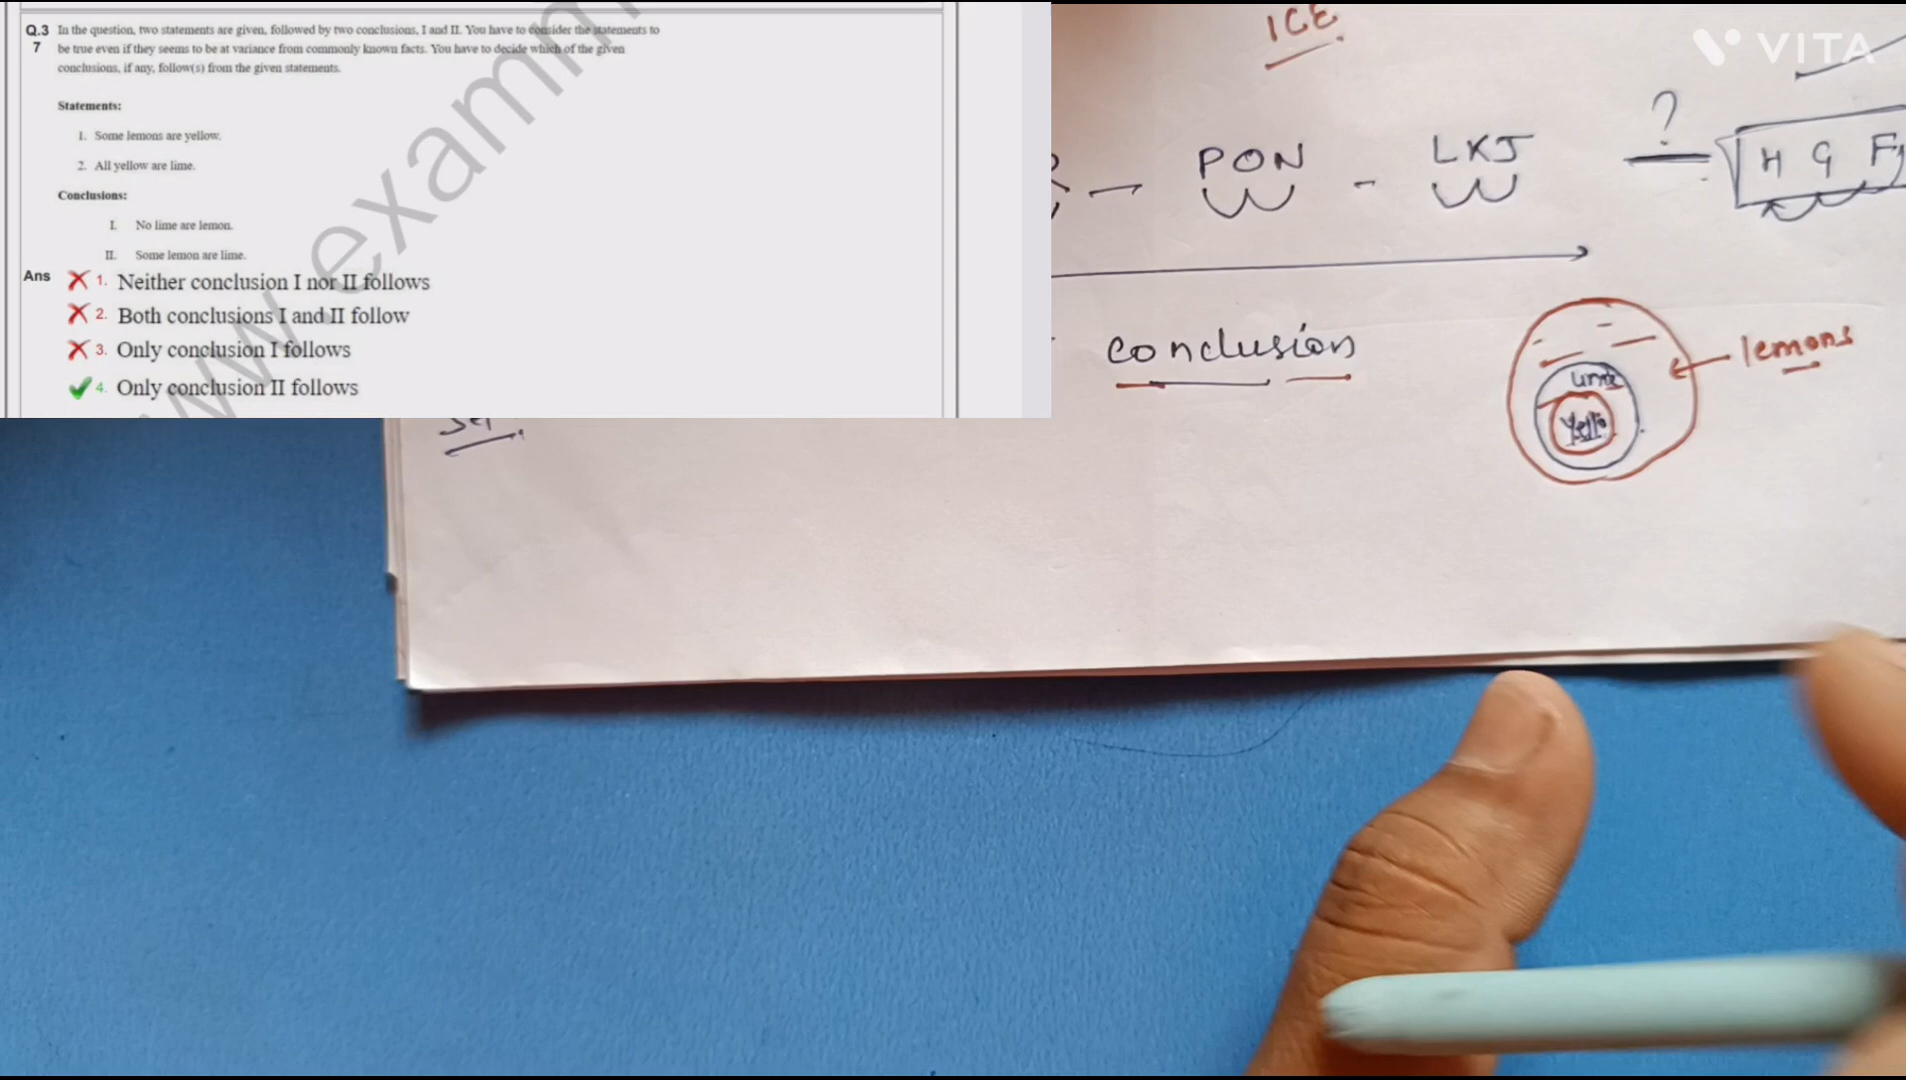 Q.3 In the question, two statements are given, followed by two conclusions, I and II. You have to consider the statements to
7 be true even if they seems to be at variance from commonly known facts. You have to decide which of the given
conclusions, if any, follow(s) from the given statements.
Statements:
1. Some lemons are yellow.
2. All yellow are lime.
Conclusions:
I. No lime are lemon.
II. Some lemon are lime.
Ans 1. Neither conclusion I nor II follows
2. Both conclusions I and II follow
3. Only conclusion I follows
4. Only conclusion II follows
www.examm
ICE
VITA
— PON - LKJ — ? H G F
conclusion
lemons
lime